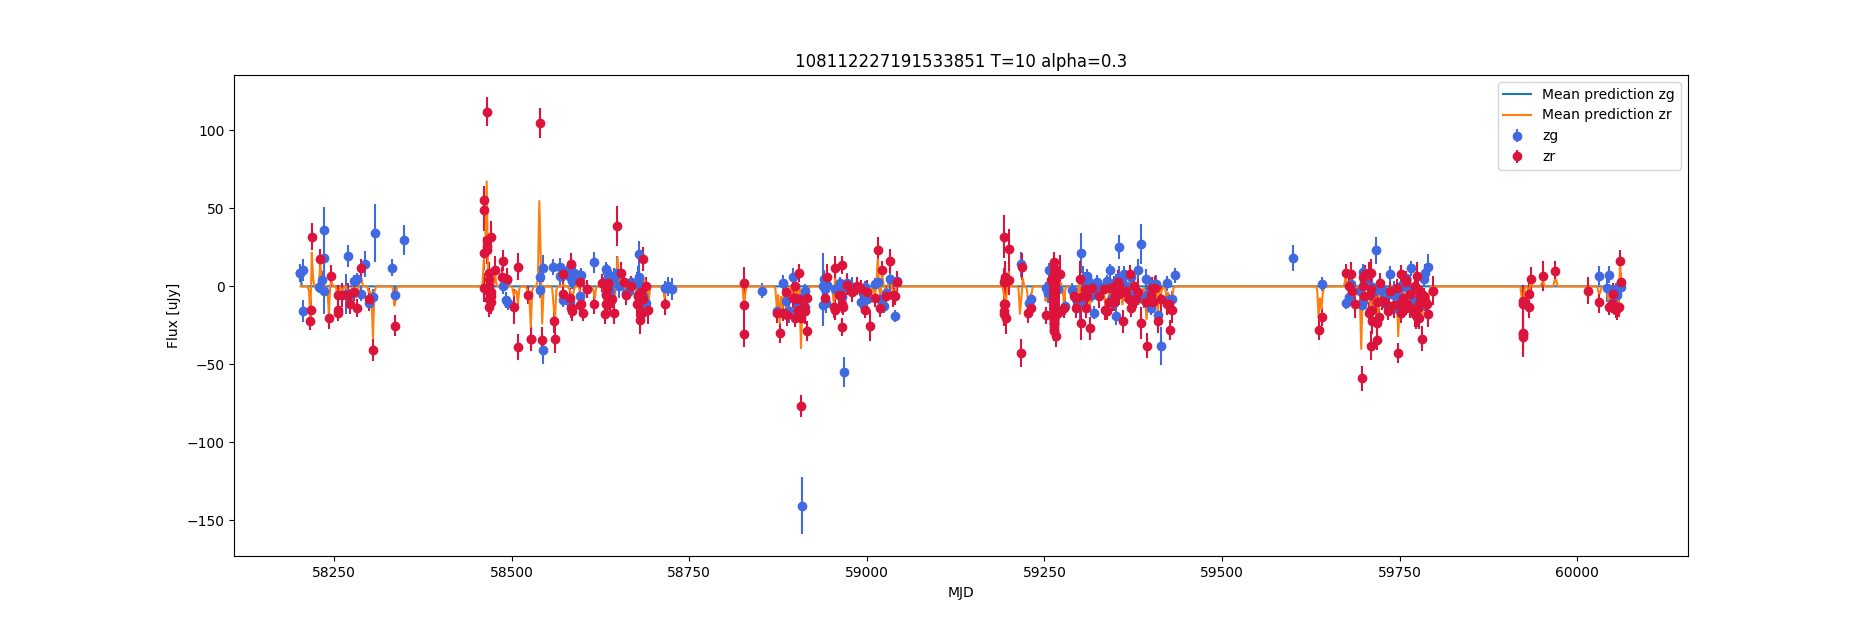 108112227191533851 T=10 alpha=0.3
Mean prediction zg
Mean prediction zr
zg
zr
100
50
0
−50
−100
−150
Flux [uJy]
58250 58500 58750 59000 59250 59500 59750 60000
MJD